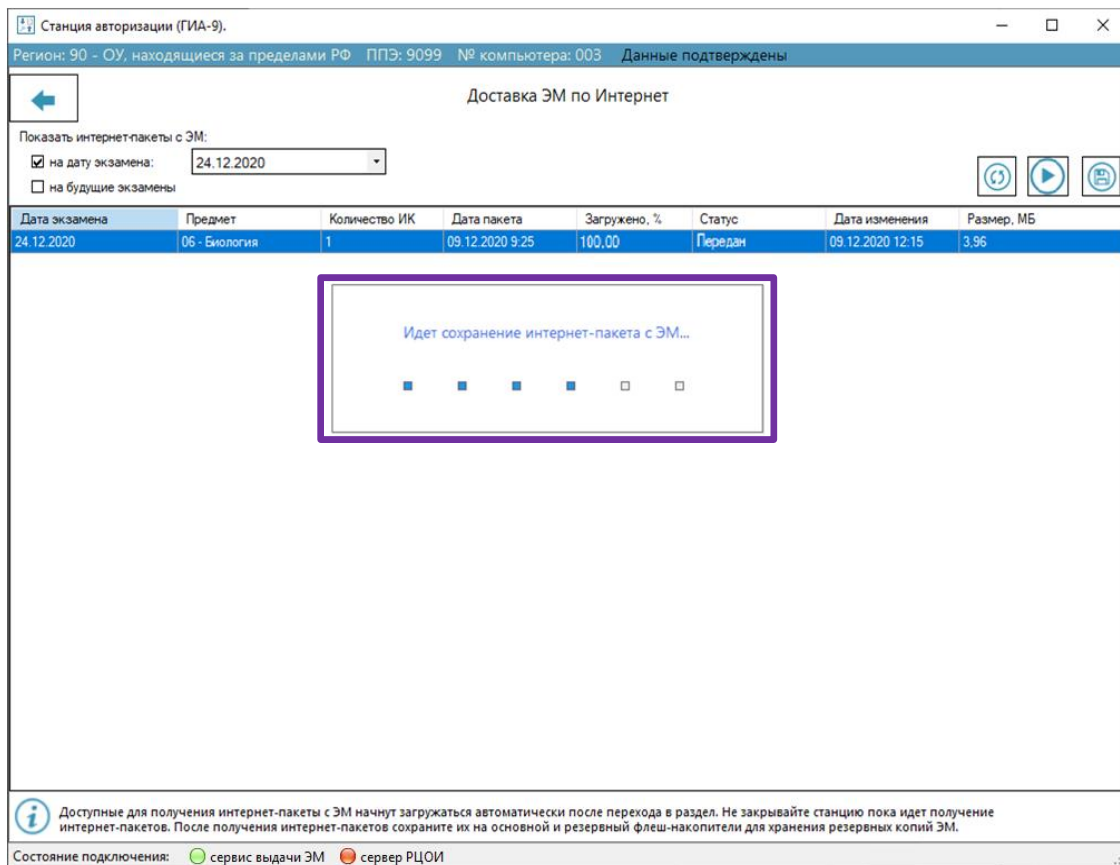 Станция авторизации (ГИА-9).
Регион: 90 - ОУ, находящиеся за пределами РФ ППЭ: 9099 № компьютера: 003 Данные подтверждены
Доставка ЭМ по Интернет
Показать интернет-пакеты с ЭМ:
на дату экзамена: 24.12.2020
на будущие экзамены
Дата экзамена Предмет Количество ИК Дата пакета Загружено, % Статус Дата изменения Размер, МБ
24.12.2020 06 - Биология 1 09.12.2020 9:25 100,00 Передан 09.12.2020 12:15 3,96
Идет сохранение интернет-пакета с ЭМ...
Доступные для получения интернет-пакеты с ЭМ начнут загружаться автоматически после перехода в раздел. Не закрывайте станцию пока идет получение
интернет-пакетов. После получения интернет-пакетов сохраните их на основной и резервный флеш-накопители для хранения резервных копий ЭМ.
Состояние подключения: сервис выдачи ЭМ сервер РЦОИ